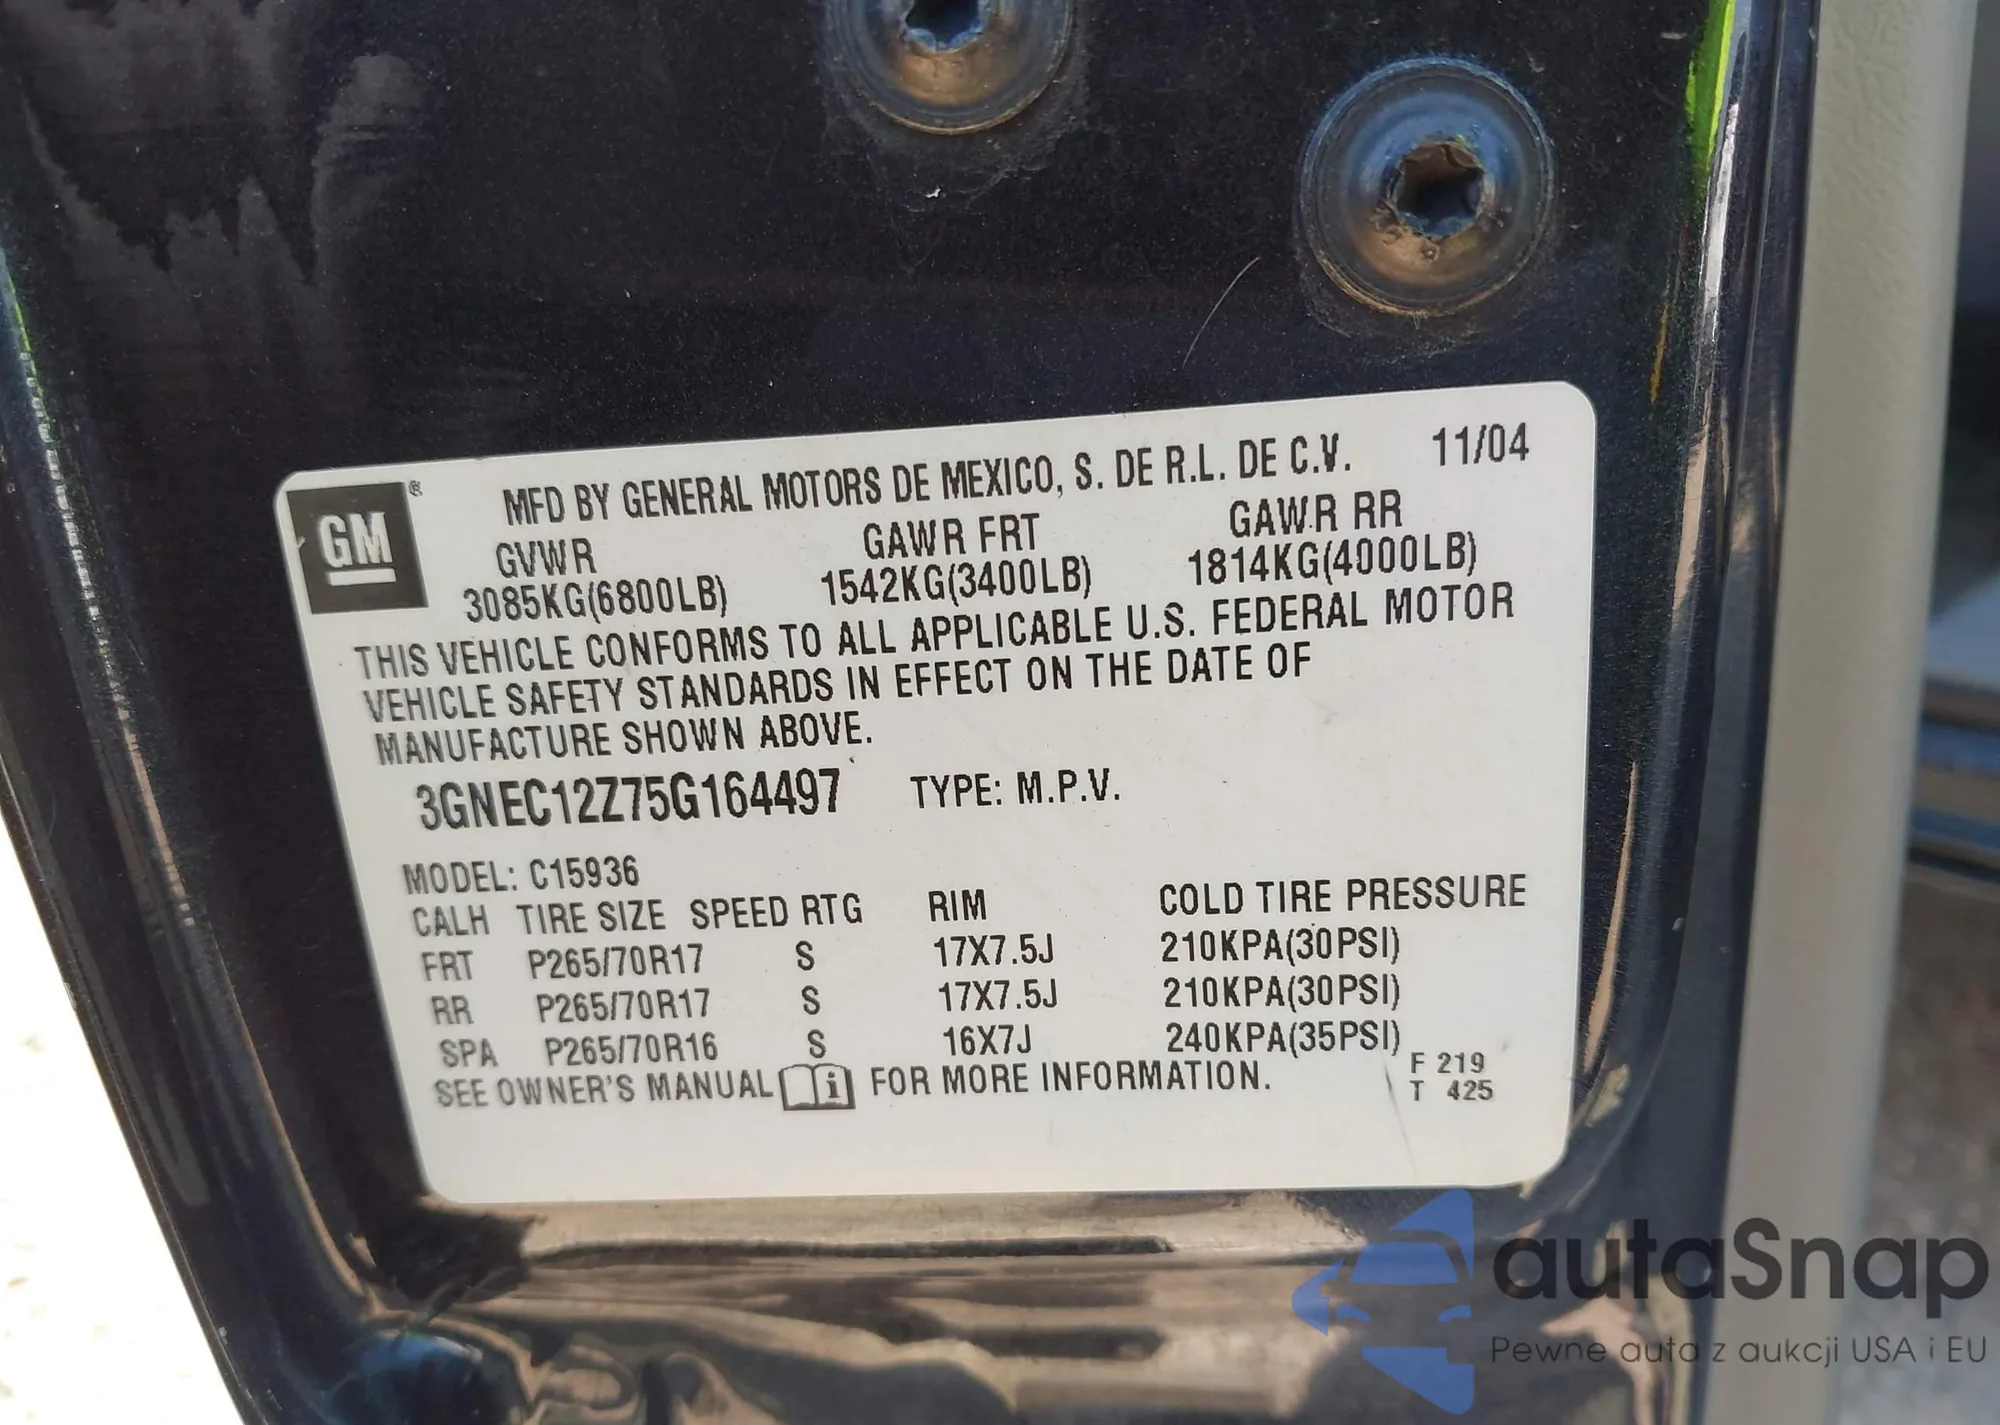 GM®
MFD BY GENERAL MOTORS DE MEXICO, S. DE R.L. DE C.V. 11/04
GVWR GAWR FRT GAWR RR
3085KG(6800LB) 1542KG(3400LB) 1814KG(4000LB)
THIS VEHICLE CONFORMS TO ALL APPLICABLE U.S. FEDERAL MOTOR
VEHICLE SAFETY STANDARDS IN EFFECT ON THE DATE OF
MANUFACTURE SHOWN ABOVE.
3GNEC12Z75G164497 TYPE: M.P.V.
MODEL: C15936
CALH TIRE SIZE SPEED RTG RIM COLD TIRE PRESSURE
FRT P265/70R17 S 17X7.5J 210KPA(30PSI)
RR P265/70R17 S 17X7.5J 210KPA(30PSI)
SPA P265/70R16 S 16X7J 240KPA(35PSI)
SEE OWNER'S MANUAL i FOR MORE INFORMATION.
F 219
T 425
autaSnap
Pewne auta z aukcji USA i EU